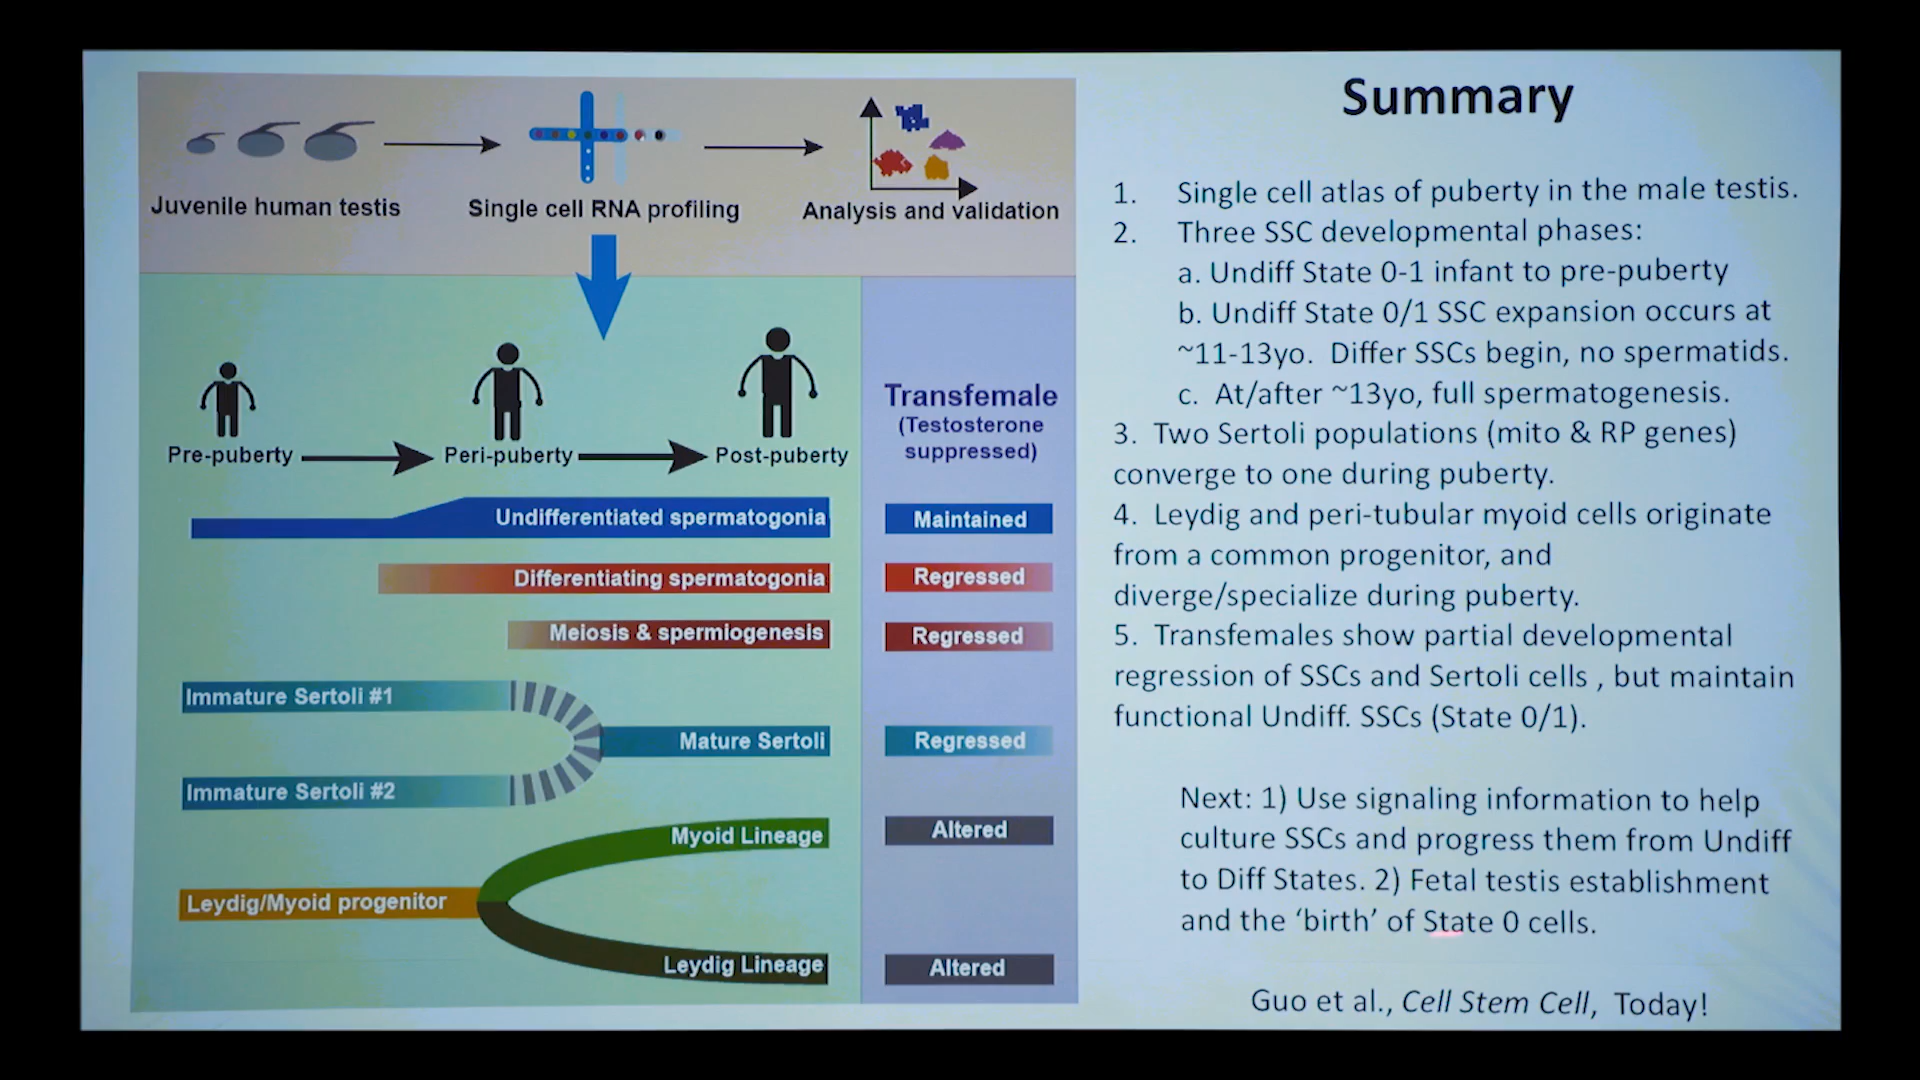 Summary
Juvenile human testis
Single cell RNA profiling
Analysis and validation
Pre-puberty
Peri-puberty
Post-puberty
Transfemale
(Testosterone
suppressed)
Undifferentiated spermatogonia
Maintained
Differentiating spermatogonia
Regressed
Meiosis & spermiogenesis
Regressed
Immature Sertoli #1
Mature Sertoli
Regressed
Immature Sertoli #2
Myoid Lineage
Altered
Leydig/Myoid progenitor
Leydig Lineage
Altered
1. Single cell atlas of puberty in the male testis.
2. Three SSC developmental phases:
a. Undiff State 0-1 infant to pre-puberty
b. Undiff State 0/1 SSC expansion occurs at
~11-13yo. Differ SSCs begin, no spermatids.
c. At/after ~13yo, full spermatogenesis.
3. Two Sertoli populations (mito & RP genes)
converge to one during puberty.
4. Leydig and peri-tubular myoid cells originate
from a common progenitor, and
diverge/specialize during puberty.
5. Transfemales show partial developmental
regression of SSCs and Sertoli cells , but maintain
functional Undiff. SSCs (State 0/1).
Next: 1) Use signaling information to help
culture SSCs and progress them from Undiff
to Diff States. 2) Fetal testis establishment
and the ‘birth’ of State 0 cells.
Guo et al., Cell Stem Cell, Today!